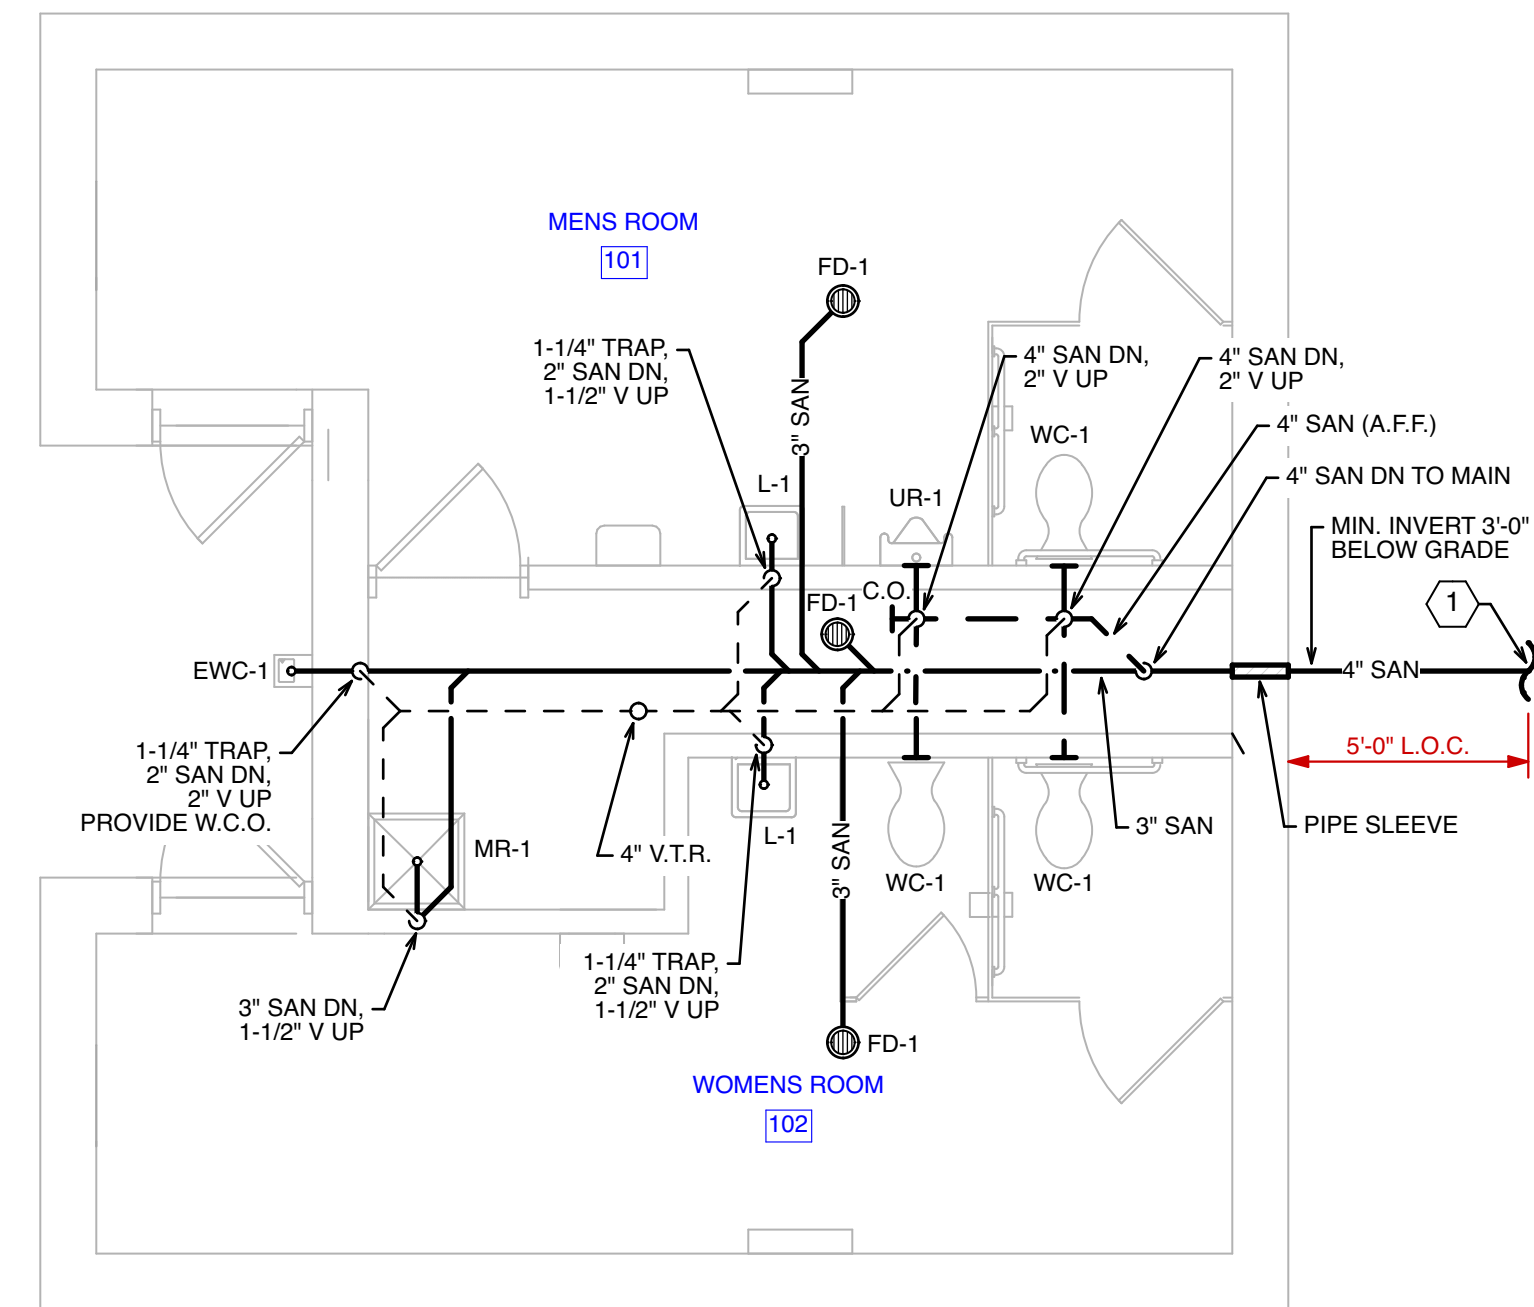 MENS ROOM
101
FD-1
1-1/4" TRAP,
2" SAN DN,
1-1/2" V UP
3" SAN
4" SAN DN,
2" V UP
4" SAN DN,
2" V UP
4" SAN (A.F.F.)
WC-1
4" SAN DN TO MAIN
L-1
UR-1
MIN. INVERT 3'-0"
BELOW GRADE
C.O.
FD-1
1
EWC-1
4" SAN
1-1/4" TRAP,
2" SAN DN,
2" V UP
PROVIDE W.C.O.
5'-0" L.O.C.
MR-1
4" V.T.R.
L-1
3" SAN
3" SAN
PIPE SLEEVE
WC-1
WC-1
1-1/4" TRAP,
2" SAN DN,
1-1/2" V UP
3" SAN DN,
1-1/2" V UP
FD-1
WOMENS ROOM
102